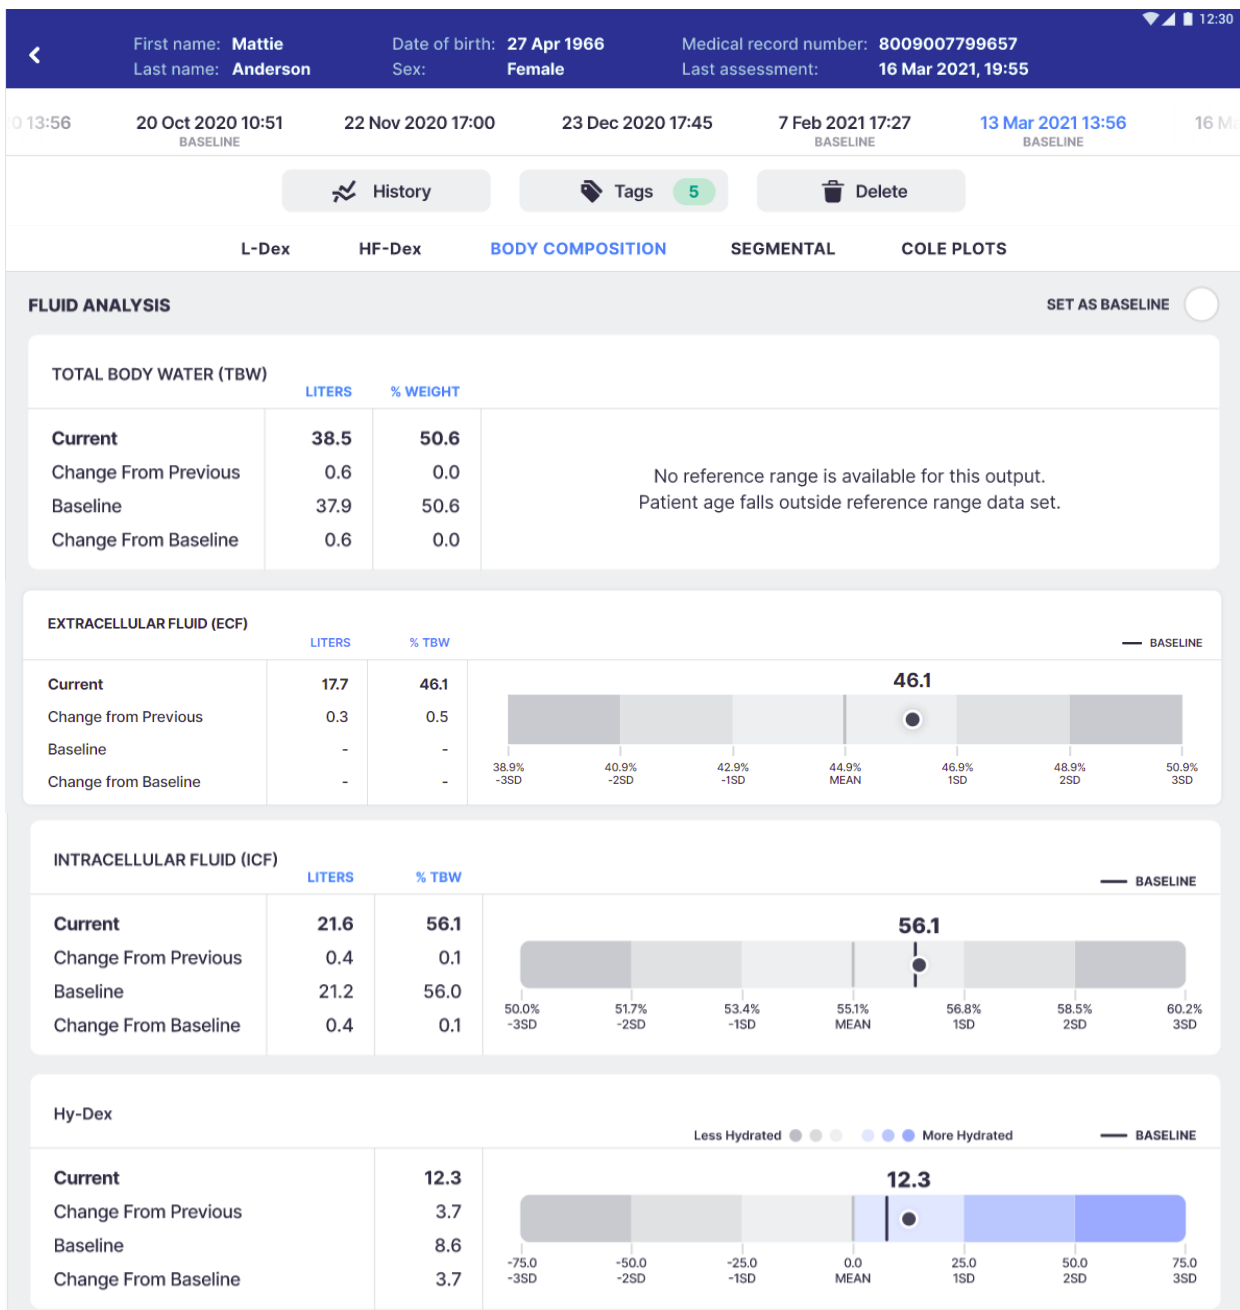 12:30
First name: Mattie Date of birth: 27 Apr 1966 Medical record number: 8009007799657
Last name: Anderson Sex: Female Last assessment: 16 Mar 2021, 19:55
0 13:56 20 Oct 2020 10:51 22 Nov 2020 17:00 23 Dec 2020 17:45 7 Feb 2021 17:27 13 Mar 2021 13:56 16 Ma
BASELINE BASELINE BASELINE
History Tags 5 Delete
L-Dex HF-Dex BODY COMPOSITION SEGMENTAL COLE PLOTS
FLUID ANALYSIS SET AS BASELINE
TOTAL BODY WATER (TBW)
LITERS % WEIGHT
Current 38.5 50.6
Change From Previous 0.6 0.0
Baseline 37.9 50.6
Change From Baseline 0.6 0.0
No reference range is available for this output.
Patient age falls outside reference range data set.
EXTRACELLULAR FLUID (ECF)
LITERS % TBW BASELINE
Current 17.7 46.1
Change from Previous 0.3 0.5
Baseline - -
Change from Baseline - -
46.1
38.9% 40.9% 42.9% 44.9% 46.9% 48.9% 50.9%
-3SD -2SD -1SD MEAN 1SD 2SD 3SD
INTRACELLULAR FLUID (ICF)
LITERS % TBW BASELINE
Current 21.6 56.1
Change From Previous 0.4 0.1
Baseline 21.2 56.0
Change From Baseline 0.4 0.1
56.1
50.0% 51.7% 53.4% 55.1% 56.8% 58.5% 60.2%
-3SD -2SD -1SD MEAN 1SD 2SD 3SD
Hy-Dex
Less Hydrated More Hydrated BASELINE
Current 12.3
Change From Previous 3.7
Baseline 8.6
Change From Baseline 3.7
12.3
-75.0 -50.0 -25.0 0.0 25.0 50.0 75.0
-3SD -2SD -1SD MEAN 1SD 2SD 3SD